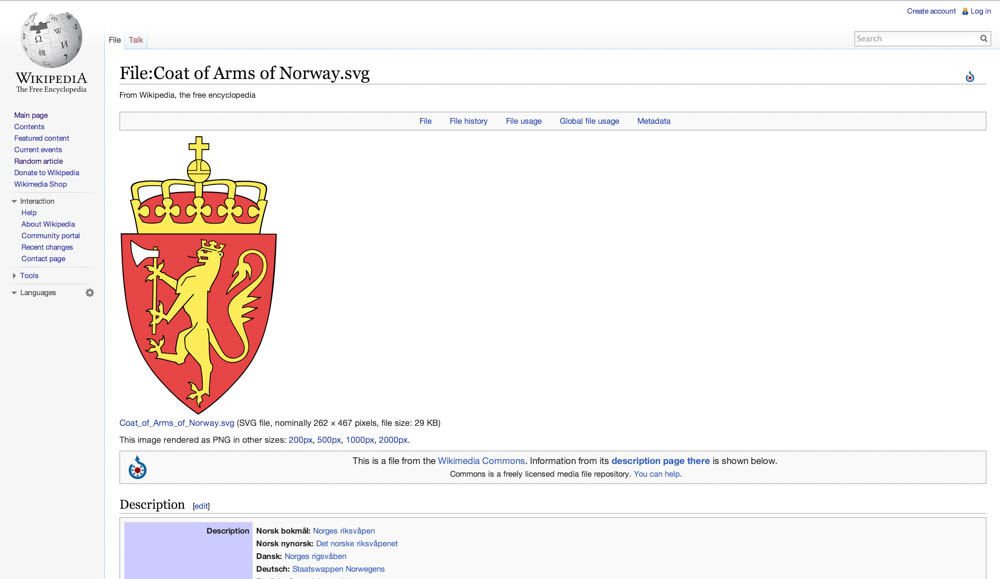 Create account Log in
WIKIPEDIA
The Free Encyclopedia
File Talk
Search
Main page
Contents
Featured content
Current events
Random article
Donate to Wikipedia
Wikimedia Shop
Interaction
Help
About Wikipedia
Community portal
Recent changes
Contact page
Tools
Languages
File:Coat of Arms of Norway.svg
From Wikipedia, the free encyclopedia
File File history File usage Global file usage Metadata
Coat_of_Arms_of_Norway.svg (SVG file, nominally 262 × 467 pixels, file size: 29 KB)
This image rendered as PNG in other sizes: 200px, 500px, 1000px, 2000px.
This is a file from the Wikimedia Commons. Information from its description page there is shown below.
Commons is a freely licensed media file repository. You can help.
Description [edit]
Description
Norsk bokmål: Norges riksvåpen
Norsk nynorsk: Det norske riksvåpenet
Dansk: Norges rigsvåben
Deutsch: Staatswappen Norwegens